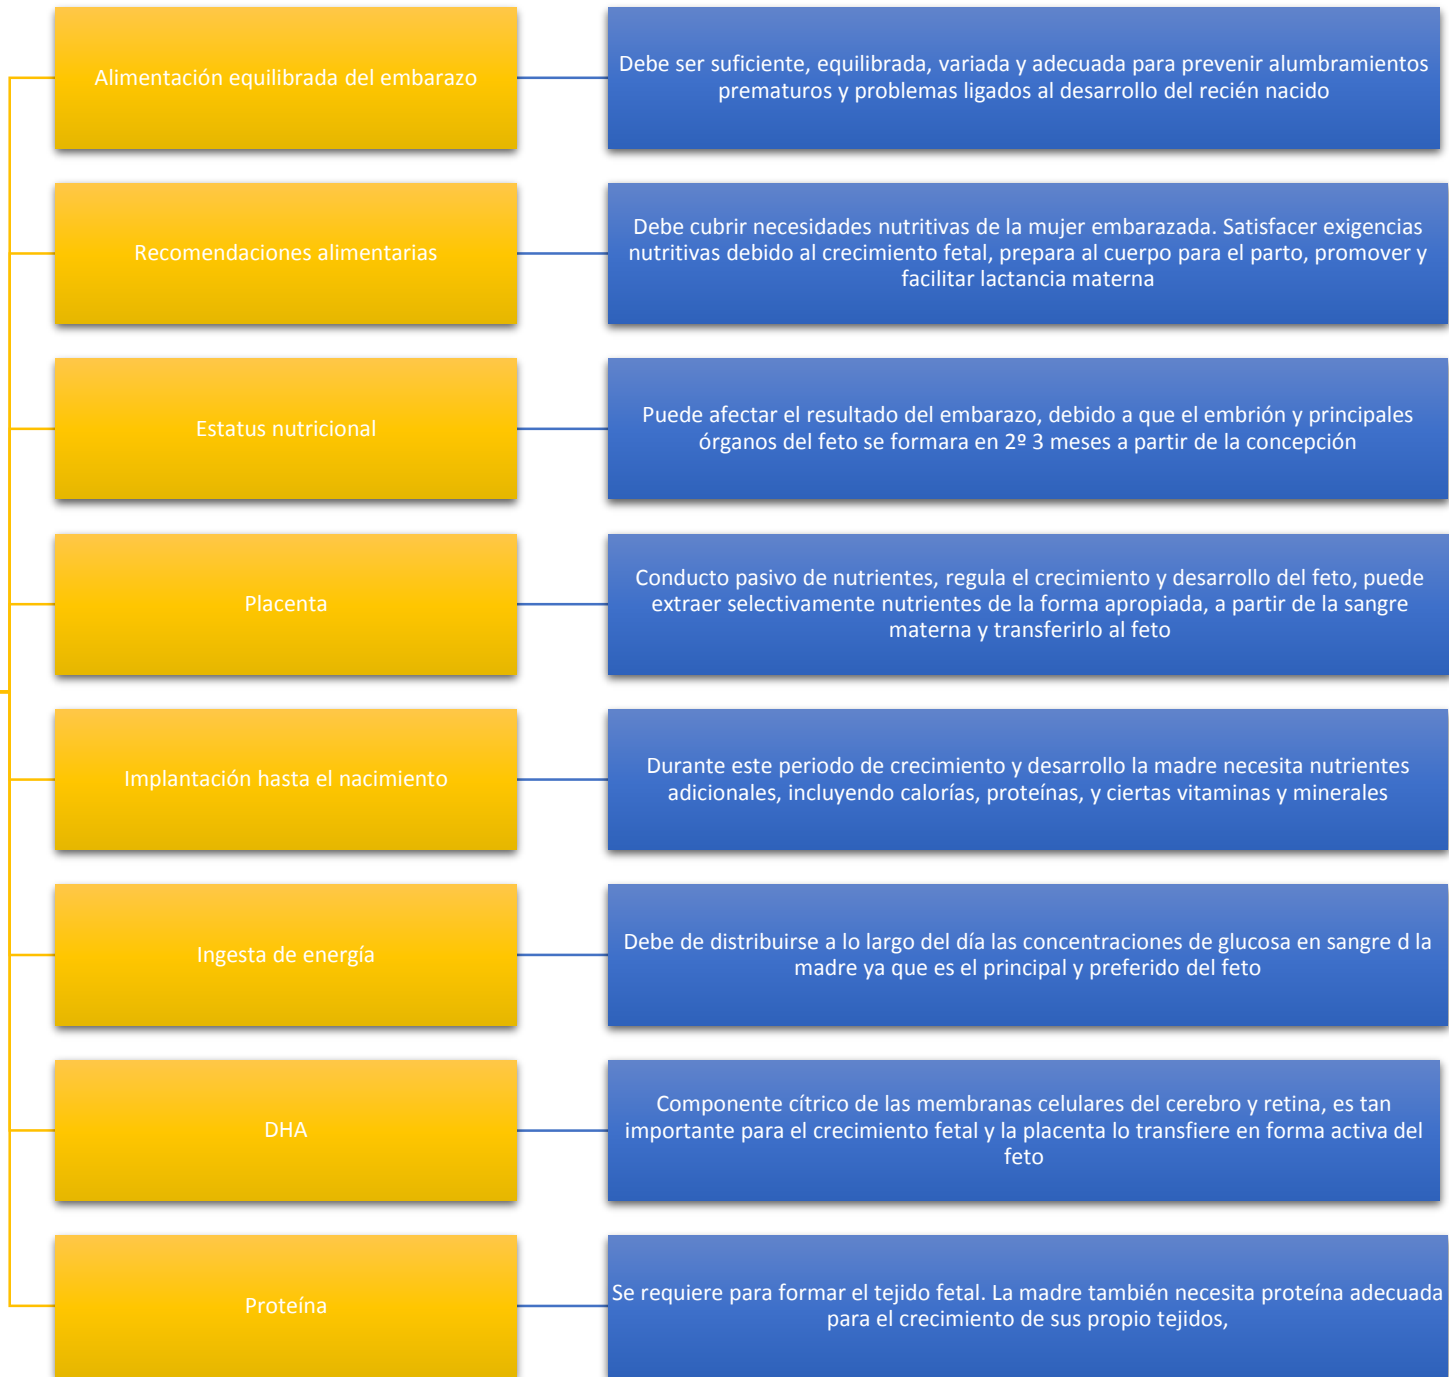 Alimentación equilibrada del embarazo
Debe ser suficiente, equilibrada, variada y adecuada para prevenir alumbramientos
prematuros y problemas ligados al desarrollo del recién nacido
Recomendaciones alimentarias
Debe cubrir necesidades nutritivas de la mujer embarazada. Satisfacer exigencias
nutritivas debido al crecimiento fetal, prepara al cuerpo para el parto, promover y
facilitar lactancia materna
Estatus nutricional
Puede afectar el resultado del embarazo, debido a que el embrión y principales
órganos del feto se formara en 2º 3 meses a partir de la concepción
Placenta
Conducto pasivo de nutrientes, regula el crecimiento y desarrollo del feto, puede
extraer selectivamente nutrientes de la forma apropiada, a partir de la sangre
materna y transferirlo al feto
Implantación hasta el nacimiento
Durante este periodo de crecimiento y desarrollo la madre necesita nutrientes
adicionales, incluyendo calorías, proteínas, y ciertas vitaminas y minerales
Ingesta de energía
Debe de distribuirse a lo largo del día las concentraciones de glucosa en sangre d la
madre ya que es el principal y preferido del feto
DHA
Componente cítrico de las membranas celulares del cerebro y retina, es tan
importante para el crecimiento fetal y la placenta lo transfiere en forma activa del
feto
Proteína
Se requiere para formar el tejido fetal. La madre también necesita proteína adecuada
para el crecimiento de sus propio tejidos,